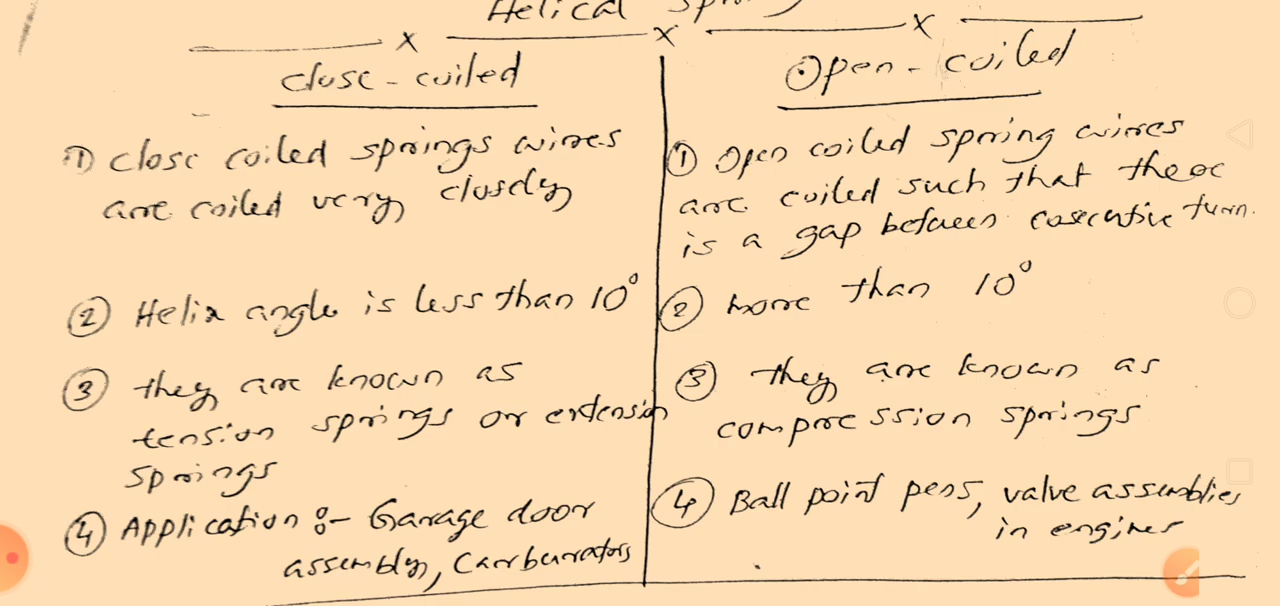 Helical Spring
close-coiled
Open-coiled
① close coiled springs wires
are coiled very closely
① Open coiled spring wires
are coiled such that there
is a gap between cosecutive turn.
② Helix angle is less than 10°
② more than 10°
③ they are known as
tension springs or extension
springs
③ they are known as
compression springs
④ Application :- Garage door
assembly, Carburrators
④ Ball point pens, valve assemblies
in engines